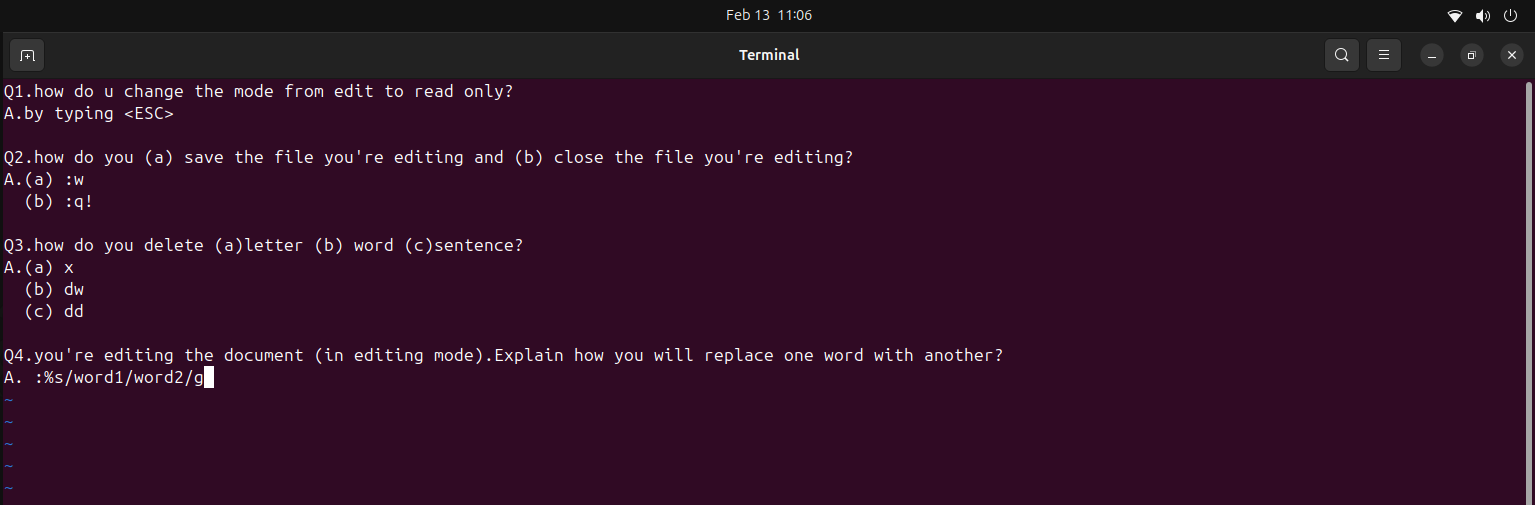 Feb 13 11:06
Terminal
Q1.how do u change the mode from edit to read only?
A.by typing <ESC>
Q2.how do you (a) save the file you're editing and (b) close the file you're editing?
A.(a) :w
(b) :q!
Q3.how do you delete (a)letter (b) word (c)sentence?
A.(a) x
(b) dw
(c) dd
Q4.you're editing the document (in editing mode).Explain how you will replace one word with another?
A. :%s/word1/word2/g
~
~
~
~
~